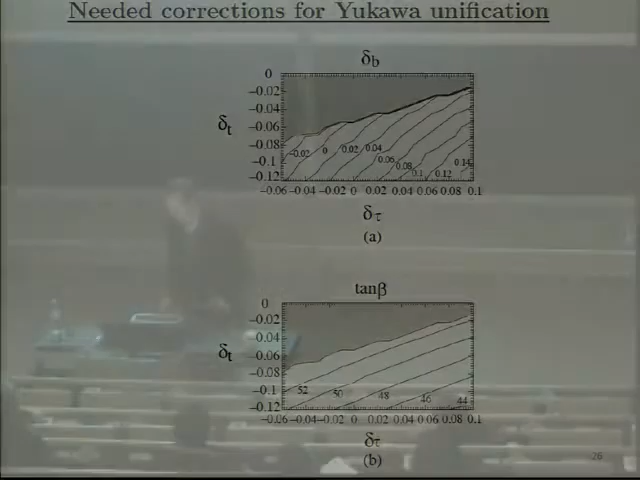 Needed corrections for Yukawa unification
δb
0
−0.02
−0.04
−0.06
−0.08
−0.1
−0.12
δt
−0.02 0 0.02 0.04 0.06 0.08 0.1 0.12 0.14
−0.06 −0.04 −0.02 0 0.02 0.04 0.06 0.08 0.1
δτ
(a)
tanβ
0
−0.02
0.04
−0.06
−0.08
−0.1
−0.12
δt
52 50 48 46 44
−0.06 −0.04 −0.02 0 0.02 0.04 0.06 0.08 0.1
δτ
(b)
26